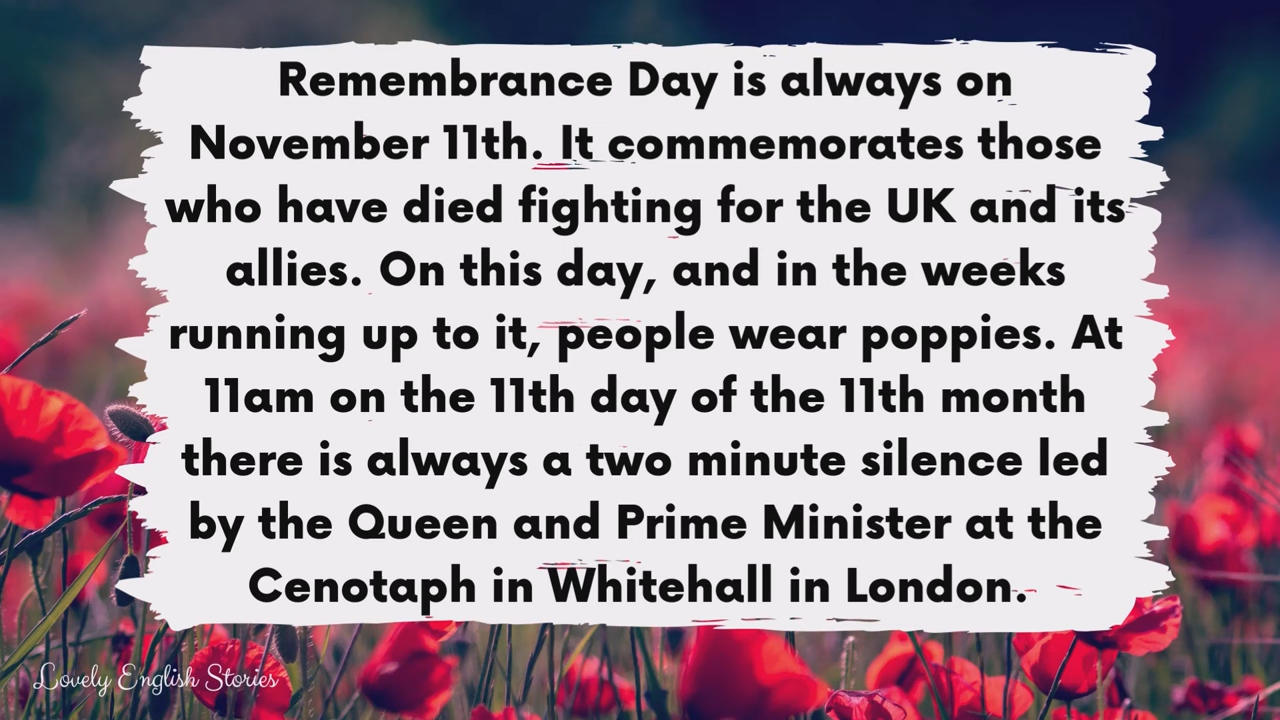 Remembrance Day is always on
November 11th. It commemorates those
who have died fighting for the UK and its
allies. On this day, and in the weeks
running up to it, people wear poppies. At
11am on the 11th day of the 11th month
there is always a two minute silence led
by the Queen and Prime Minister at the
Cenotaph in Whitehall in London.
Lovely English Stories